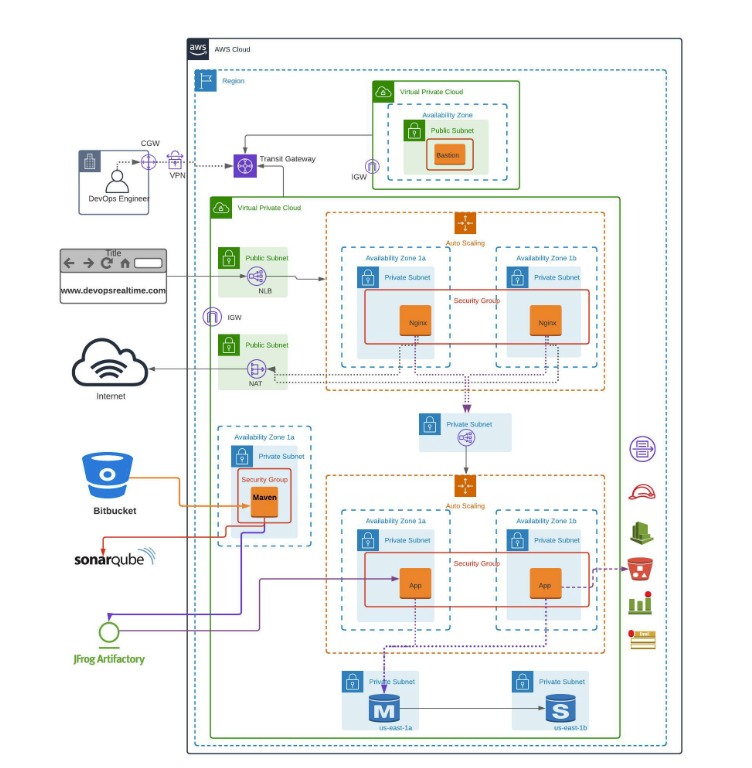 aws
AWS Cloud
Region
Virtual Private Cloud
Availability Zone
Public Subnet
Bastion
IGW
CGW
VPN
Transit Gateway
DevOps Engineer
Virtual Private Cloud
Auto Scaling
Title
www.devopsrealtime.com
Public Subnet
NLB
Availability Zone 1a
Availability Zone 1b
Private Subnet
Private Subnet
Security Group
Nginx
Nginx
IGW
Public Subnet
NAT
Internet
Private Subnet
Availability Zone 1a
Private Subnet
Security Group
Maven
Bitbucket
sonarqube
Auto Scaling
Availability Zone 1a
Availability Zone 1b
Private Subnet
Private Subnet
Security Group
App
App
JFrog Artifactory
Private Subnet
M
us-east-1a
Private Subnet
S
us-east-1b